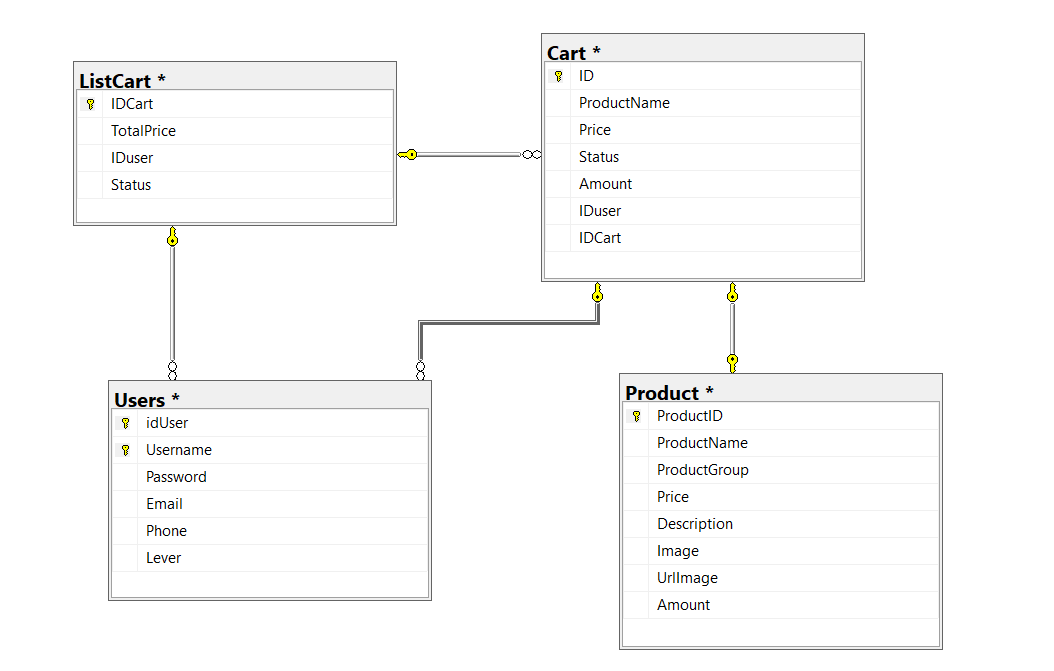 ListCart *
IDCart
TotalPrice
IDuser
Status
Cart *
ID
ProductName
Price
Status
Amount
IDuser
IDCart
Users *
idUser
Username
Password
Email
Phone
Lever
Product *
ProductID
ProductName
ProductGroup
Price
Description
Image
UrlImage
Amount